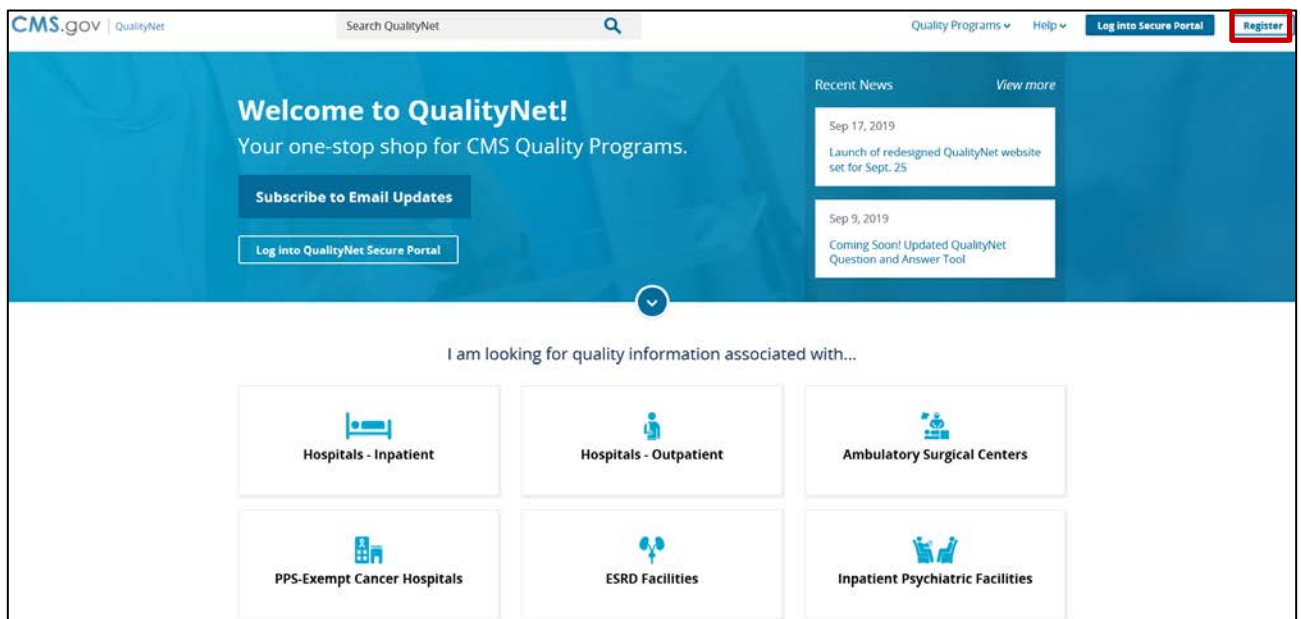 CMS.gov | QualityNet
Search QualityNet
Quality Programs
Help
Log into Secure Portal
Register
Welcome to QualityNet!
Your one-stop shop for CMS Quality Programs.
Subscribe to Email Updates
Log into QualityNet Secure Portal
Recent News
View more
Sep 17, 2019
Launch of redesigned QualityNet website
set for Sept. 25
Sep 9, 2019
Coming Soon! Updated QualityNet
Question and Answer Tool
I am looking for quality information associated with...
Hospitals - Inpatient
Hospitals - Outpatient
Ambulatory Surgical Centers
PPS-Exempt Cancer Hospitals
ESRD Facilities
Inpatient Psychiatric Facilities